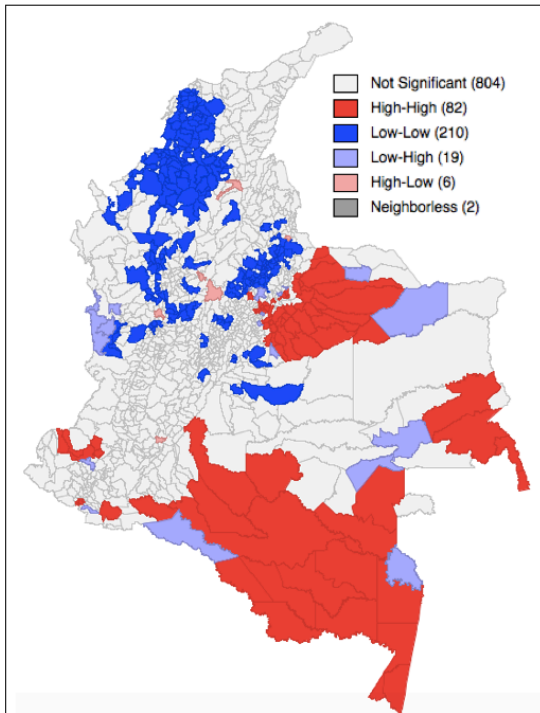 Not Significant (804)
High-High (82)
Low-Low (210)
Low-High (19)
High-Low (6)
Neighborless (2)